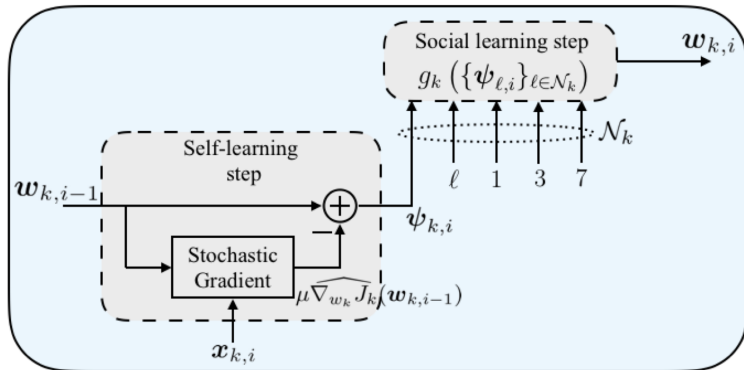 Social learning step
g_k ({ψ_{ℓ,i}}_{ℓ∈𝒩_k})
w_{k,i}
Self-learning
step
𝒩_k
ℓ 1 3 7
w_{k,i−1}
+
−
ψ_{k,i}
Stochastic
Gradient
μ\widehat{∇_{w_k} J_k}(w_{k,i−1})
x_{k,i}